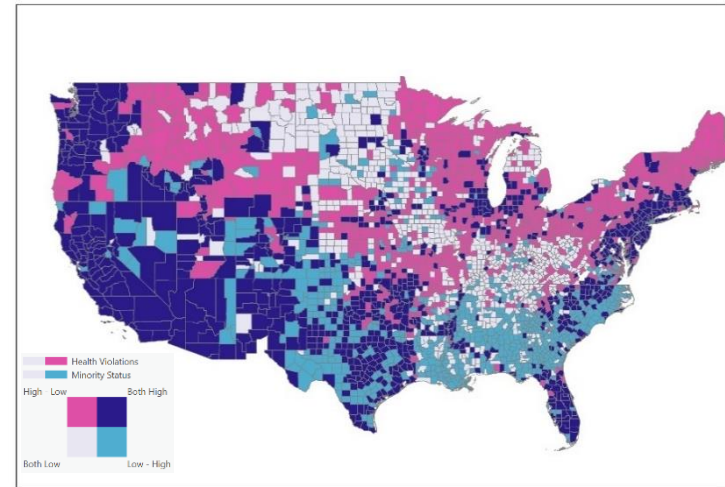 Health Violations
Minority Status
High - Low
Both High
Both Low
Low - High